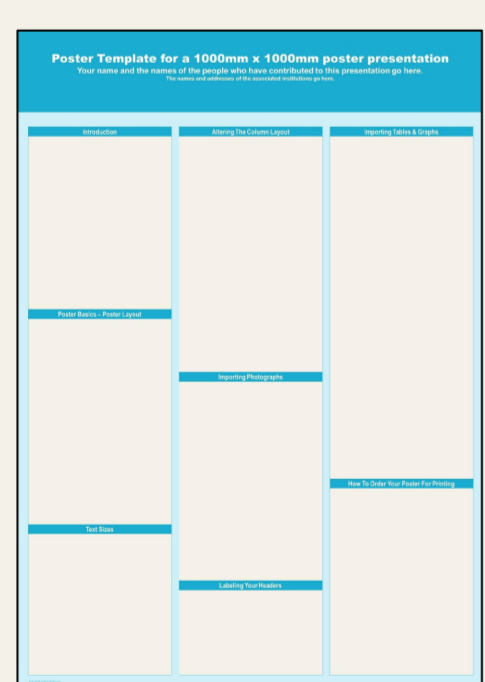 Poster Template for a 1000mm x 1000mm poster presentation
Your name and the names of the people who have contributed to this presentation go here.
The names and addresses of the associated institutions go here.
Introduction
Poster Basics – Poster Layout
Text Sizes
Altering The Column Layout
Importing Photographs
Labeling Your Headers
Importing Tables & Graphs
How To Order Your Poster For Printing